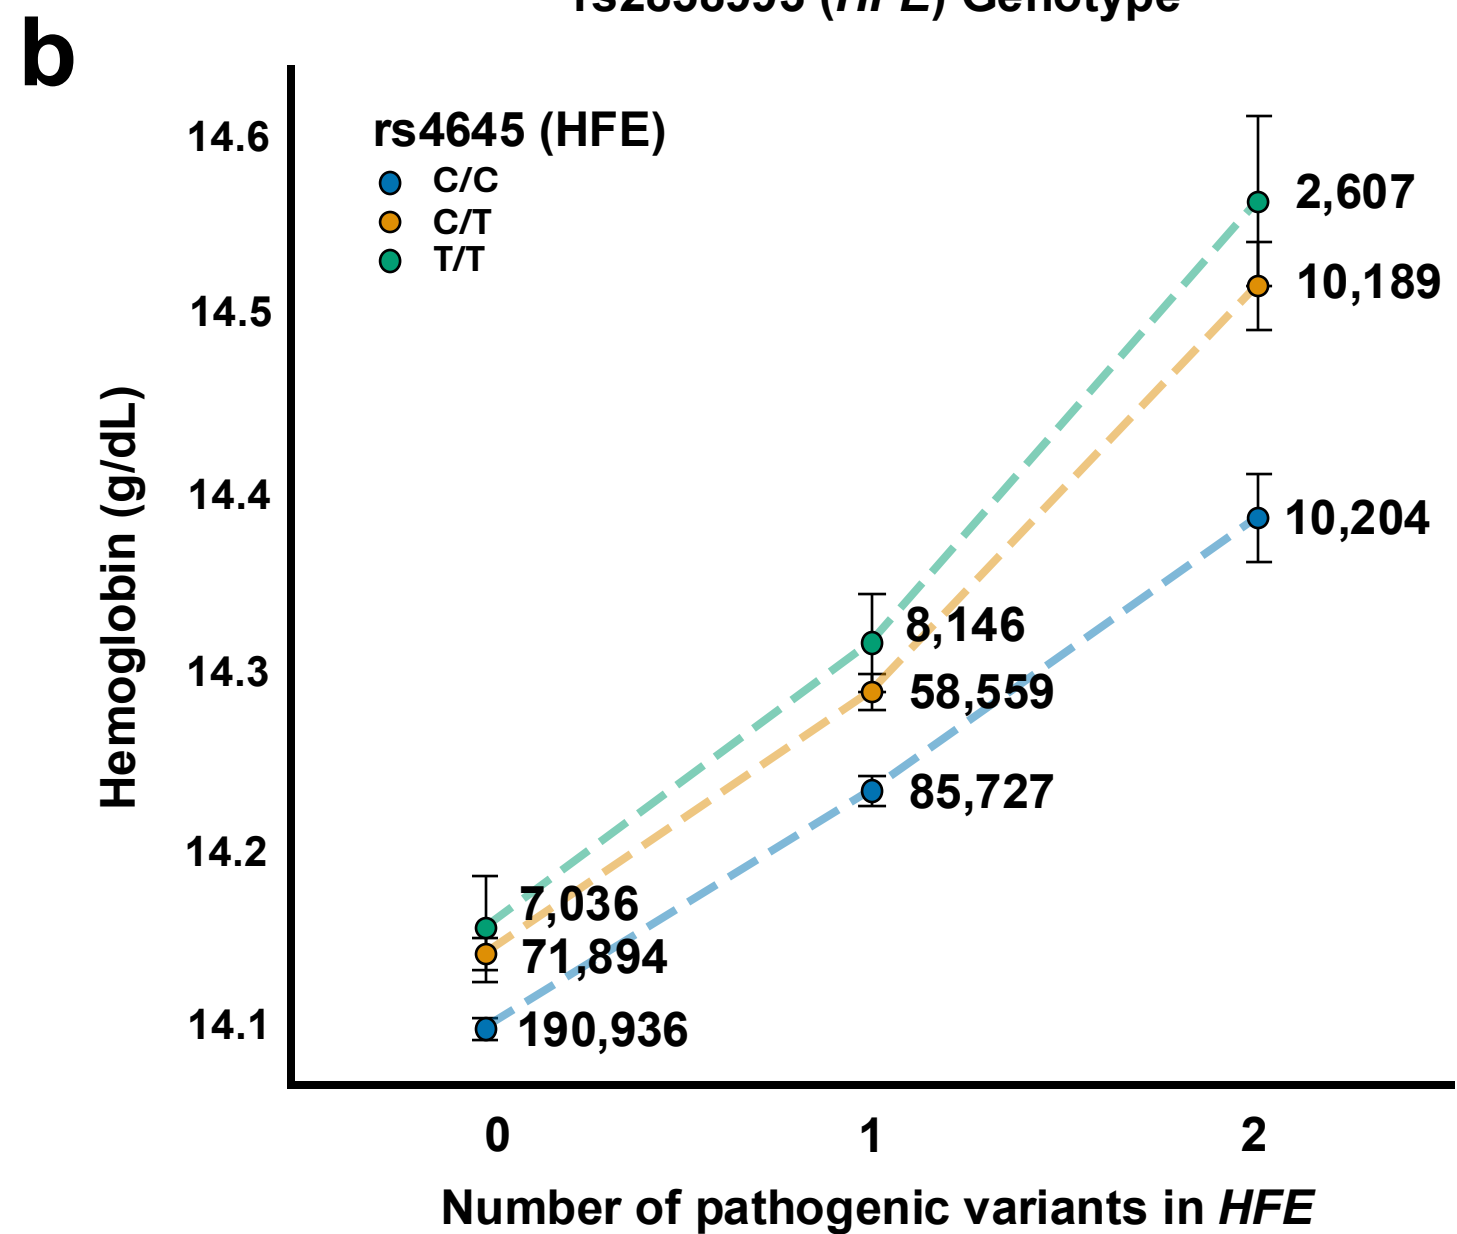 (HFE) Genotype
b
rs4645 (HFE)
C/C
C/T
T/T
14.6
14.5
14.4
14.3
14.2
14.1
Hemoglobin (g/dL)
2,607
10,189
10,204
8,146
58,559
85,727
7,036
71,894
190,936
0 1 2
Number of pathogenic variants in HFE